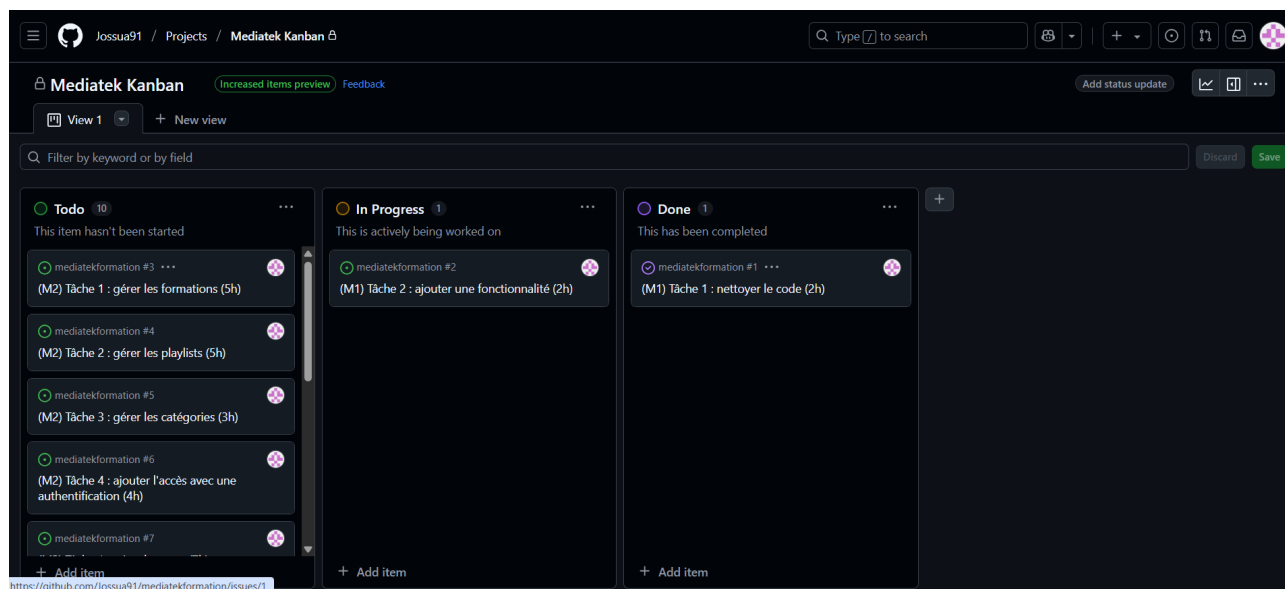 Jossua91 / Projects / Mediatek Kanban
Type / to search
Mediatek Kanban
Increased items preview
Feedback
Add status update
View 1
New view
Filter by keyword or by field
Discard
Save
Todo 10
This item hasn't been started
mediatekformation #3
(M2) Tâche 1 : gérer les formations (5h)
mediatekformation #4
(M2) Tâche 2 : gérer les playlists (5h)
mediatekformation #5
(M2) Tâche 3 : gérer les catégories (3h)
mediatekformation #6
(M2) Tâche 4 : ajouter l'accès avec une
authentification (4h)
mediatekformation #7
Add item
In Progress 1
This is actively being worked on
mediatekformation #2
(M1) Tâche 2 : ajouter une fonctionnalité (2h)
Add item
Done 1
This has been completed
mediatekformation #1
(M1) Tâche 1 : nettoyer le code (2h)
Add item
https://github.com/Jossua91/mediatekformation/issues/1